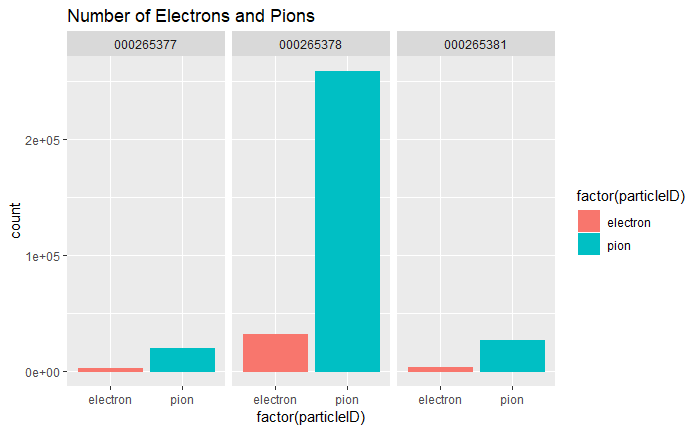 Number of Electrons and Pions
000265377 000265378 000265381
2e+05
1e+05
0e+00
count
electron pion electron pion electron pion
factor(particleID)
factor(particleID)
electron
pion